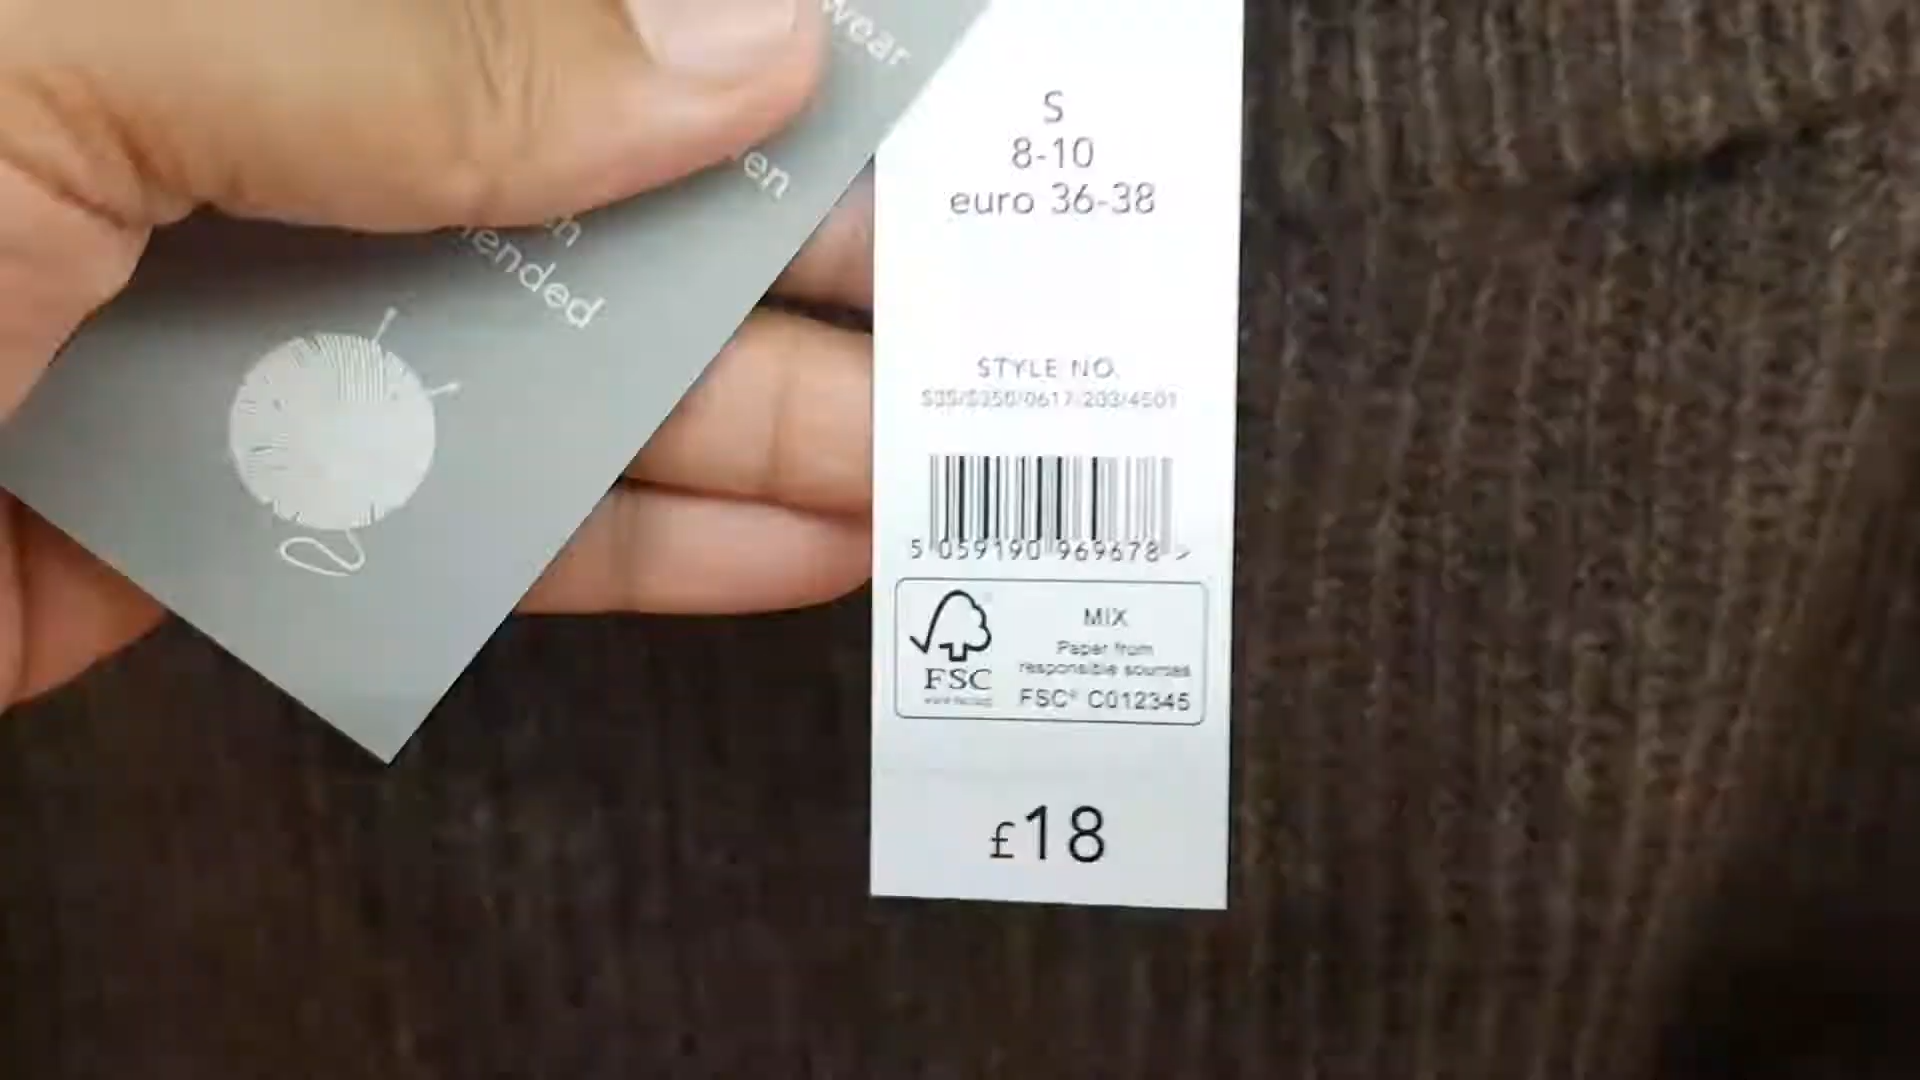 wear
en
ended
S
8-10
euro 36-38
STYLE NO.
5 059190 969678 >
MIX
Paper from
responsible sources
FSC
FSC® C012345
£18